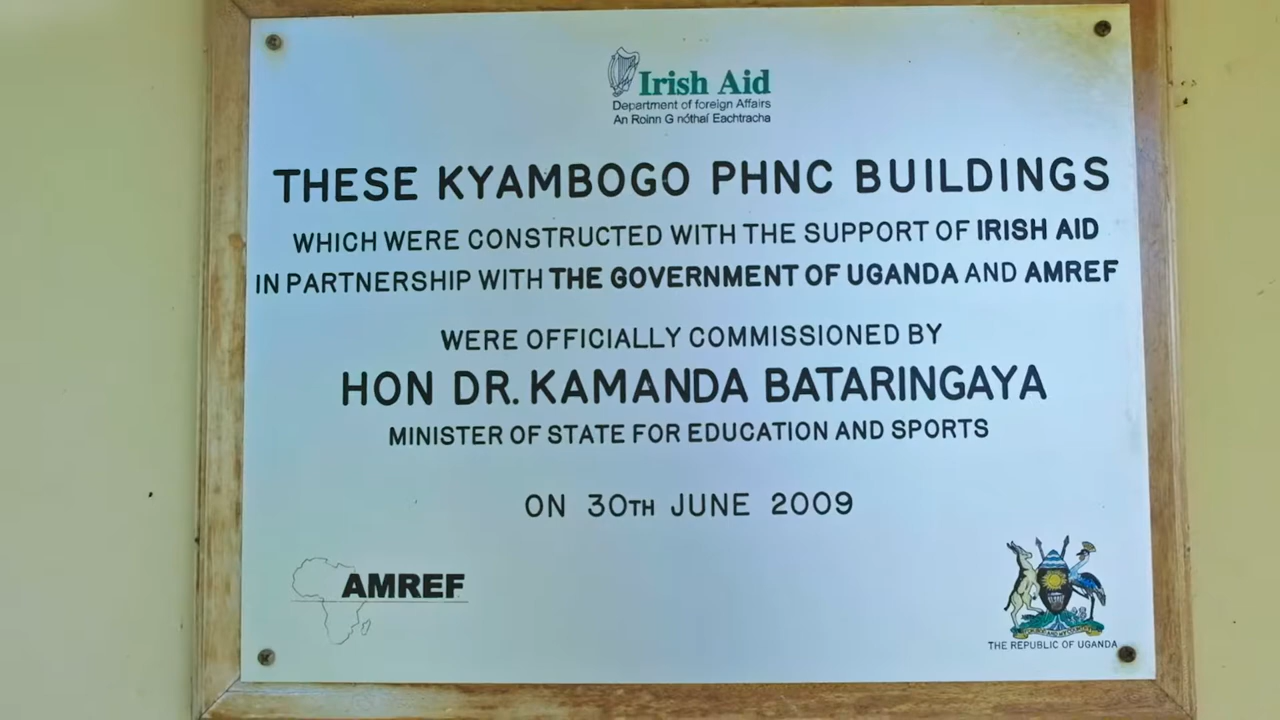 Irish Aid
Department of foreign Affairs
An Roinn G nóthaí Eachtracha
THESE KYAMBOGO PHNC BUILDINGS
WHICH WERE CONSTRUCTED WITH THE SUPPORT OF IRISH AID
IN PARTNERSHIP WITH THE GOVERNMENT OF UGANDA AND AMREF
WERE OFFICIALLY COMMISSIONED BY
HON DR. KAMANDA BATARINGAYA
MINISTER OF STATE FOR EDUCATION AND SPORTS
ON 30TH JUNE 2009
AMREF
THE REPUBLIC OF UGANDA